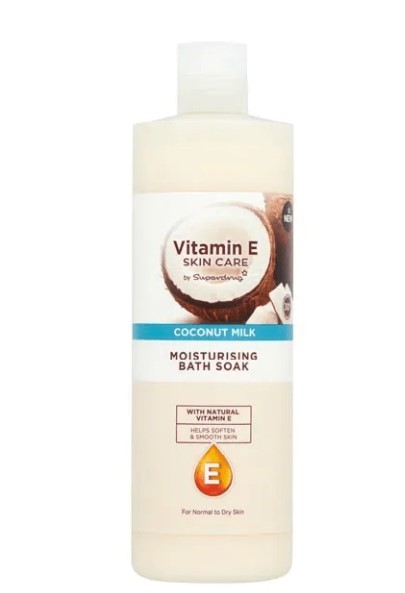 NEW
Vitamin E
SKIN CARE
by Superdrug
COCONUT MILK
MOISTURISING
BATH SOAK
WITH NATURAL
VITAMIN E
HELPS SOFTEN
& SMOOTH SKIN
E
For Normal to Dry Skin